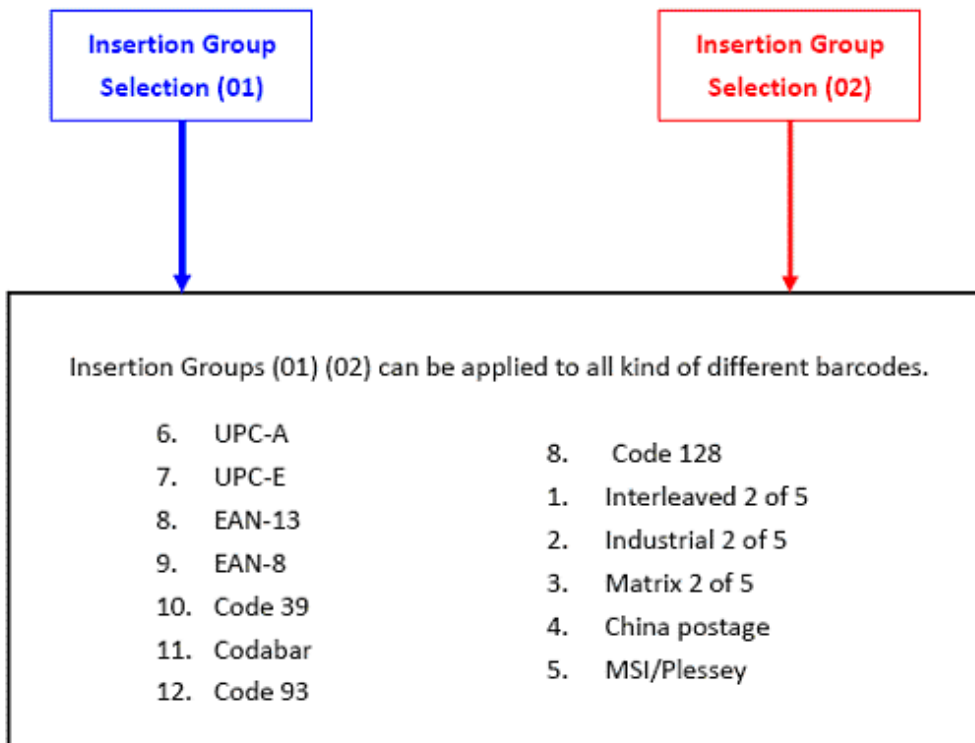 Insertion Group
Selection (01)
Insertion Group
Selection (02)
Insertion Groups (01) (02) can be applied to all kind of different barcodes.
6. UPC-A
7. UPC-E
8. EAN-13
9. EAN-8
10. Code 39
11. Codabar
12. Code 93
8. Code 128
1. Interleaved 2 of 5
2. Industrial 2 of 5
3. Matrix 2 of 5
4. China postage
5. MSI/Plessey